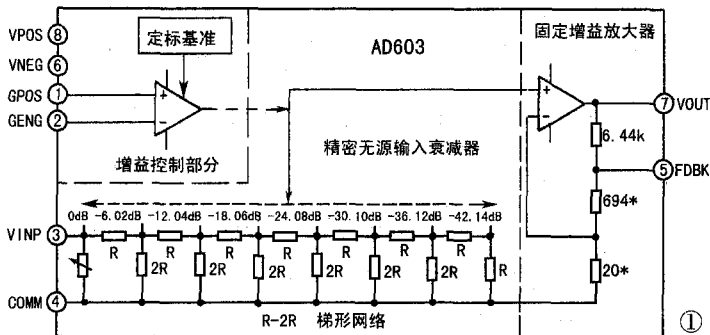 定标基准
AD603
固定增益放大器
VPOS ⑧
VNEG ⑥
GPOS ①
GENG ②
+
−
增益控制部分
精密无源输入衰减器
+
−
⑦ VOUT
6.44k
⑤ FDBK
694*
20*
0dB -6.02dB -12.04dB -18.06dB -24.08dB -30.10dB -36.12dB -42.14dB
VINP ③
R R R R R R R
2R 2R 2R 2R 2R 2R R
COMM ④
R-2R 梯形网络
①